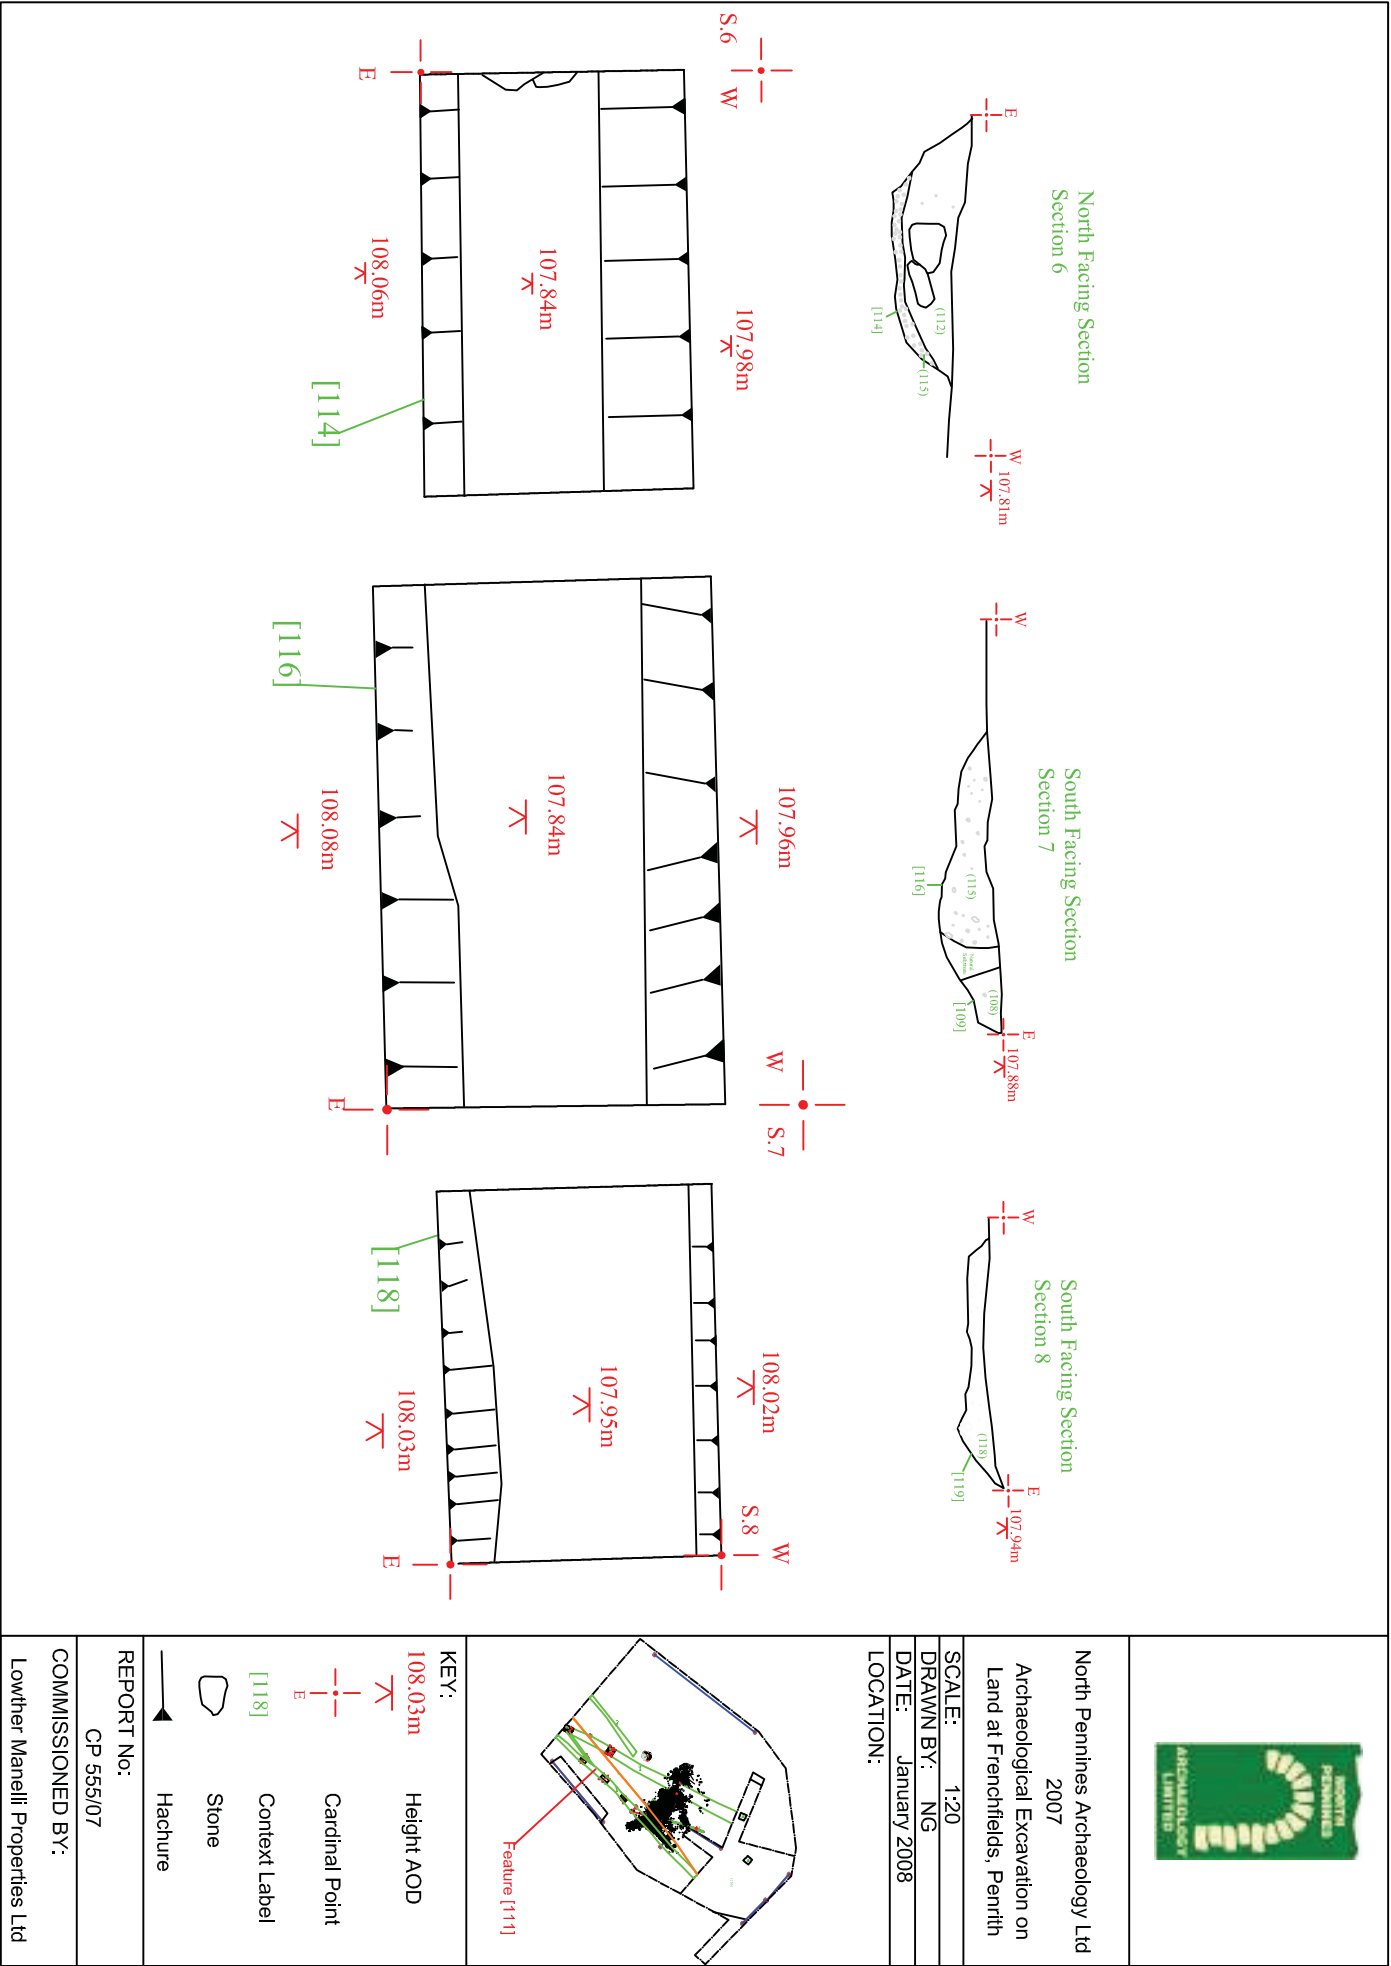 North Facing Section
Section 6
E
W
107.81m
(112)
(115)
[114]
South Facing Section
Section 7
W
E
107.88m
(115)
Natural
(108)
[109]
[116]
South Facing Section
Section 8
W
E
107.94m
(118)
[119]
S.6
W
107.98m
107.84m
108.06m
E
[114]
107.96m
107.84m
108.08m
W
S.7
E
[116]
108.02m
107.95m
108.03m
S.8
W
E
[118]
NORTH
PENNINES
ARCHAEOLOGY
LIMITED
North Pennines Archaeology Ltd
2007
Archaeological Excavation on
Land at Frenchfields, Penrith
SCALE: 1:20
DRAWN BY: NG
DATE: January 2008
LOCATION:
Feature [111]
KEY:
108.03m Height AOD
E Cardinal Point
[118] Context Label
Stone
Hachure
REPORT No:
CP 555/07
COMMISSIONED BY:
Lowther Manelli Properties Ltd